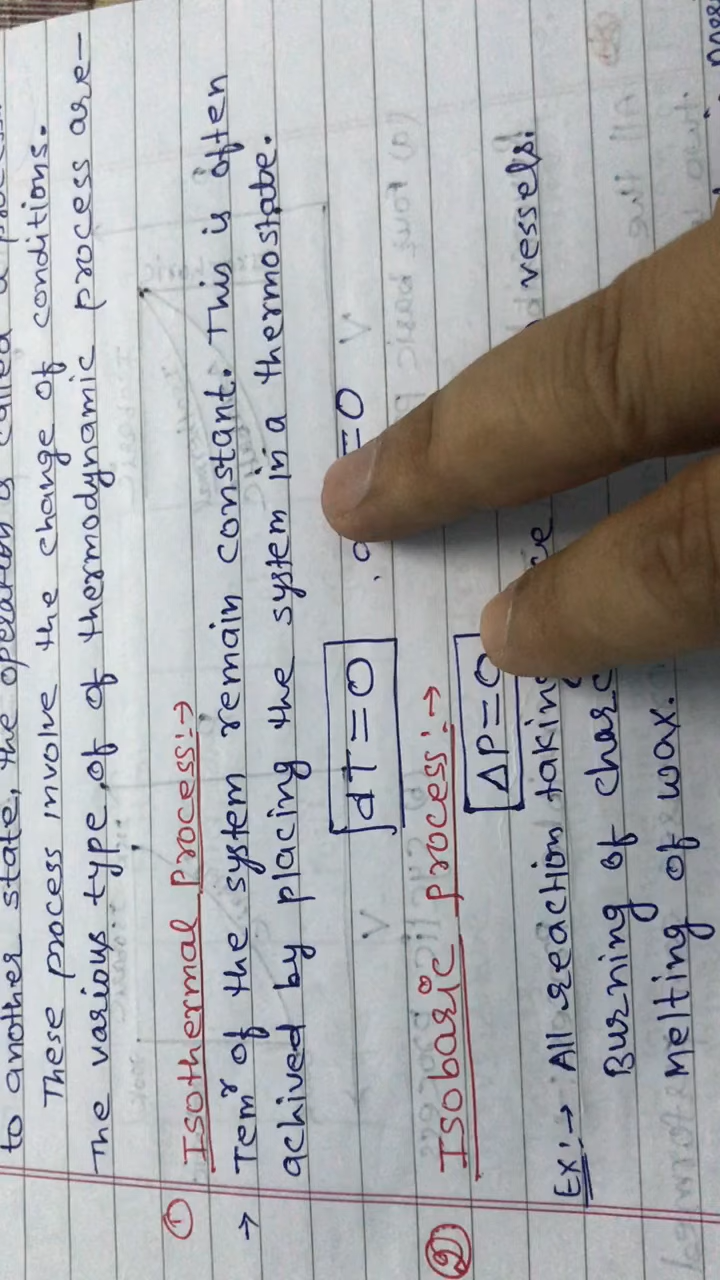 to another state, the operation is called a process.
These process involve the change of conditions.
The various type of of thermodynamic process are—
① Isothermal process:→
→ Temr of the system remain constant. This is often
achived by placing the system in a thermostabe.
dT=0 , =0
② Isobaric process:→
ΔP=0
Ex:→ All reaction taking vessels.
Burning of
Melting of wax.